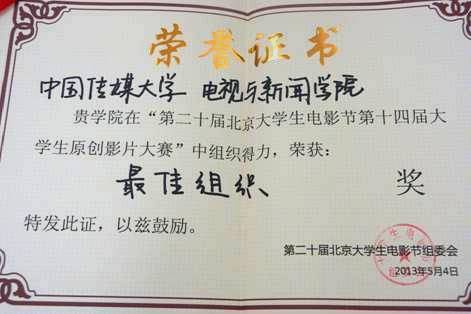 荣誉证书
中国传媒大学 电视与新闻学院
贵学院在“第二十届北京大学生电影节第十四届大
学生原创影片大赛”中组织得力，荣获：
最佳组织 奖
特发此证，以兹鼓励。
第二十届北京大学生电影节组委会
2013年5月4日